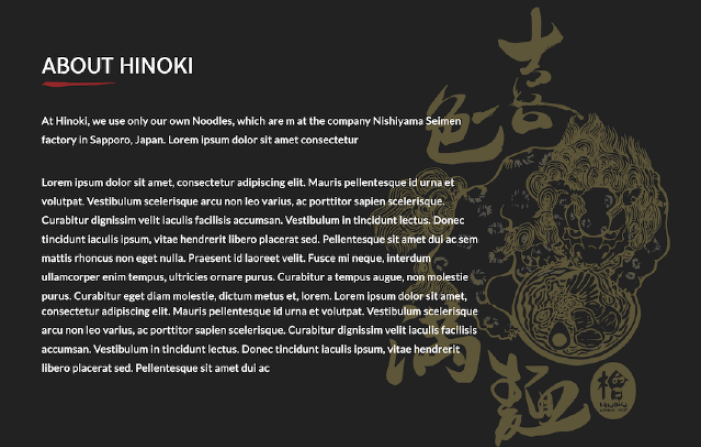 ABOUT HINOKI
At Hinoki, we use only our own Noodles, which are m at the company Nishiyama Seimen
factory in Sapporo, Japan. Lorem ipsum dolor sit amet consectetur
Lorem ipsum dolor sit amet, consectetur adipiscing elit. Mauris pellentesque id urna et
volutpat. Vestibulum scelerisque arcu non leo varius, ac porttitor sapien scelerisque.
Curabitur dignissim velit iaculis facilisis accumsan. Vestibulum in tincidunt lectus. Donec
tincidunt iaculis ipsum, vitae hendrerit libero placerat sed. Pellentesque sit amet dui ac sem
mattis rhoncus non eget nulla. Praesent id laoreet velit. Fusce mi neque, interdum
ullamcorper enim tempus, ultricies ornare purus. Curabitur a tempus augue, non molestie
purus. Curabitur eget diam molestie, dictum metus et, lorem. Lorem ipsum dolor sit amet,
consectetur adipiscing elit. Mauris pellentesque id urna et volutpat. Vestibulum scelerisque
arcu non leo varius, ac porttitor sapien scelerisque. Curabitur dignissim velit iaculis facilisis
accumsan. Vestibulum in tincidunt lectus. Donec tincidunt iaculis ipsum, vitae hendrerit
libero placerat sed. Pellentesque sit amet dui ac
喜
色
満
麺
檜